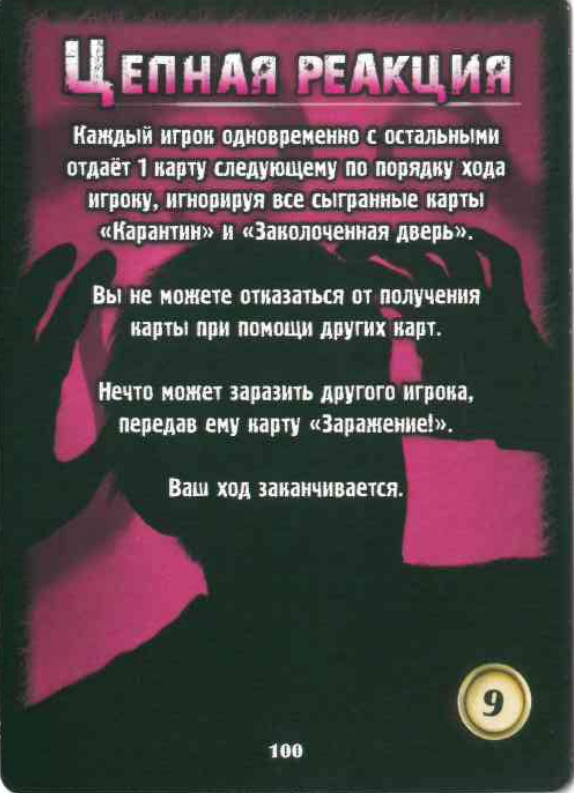 Цепная реакция
Каждый игрок одновременно с остальными
отдаёт 1 карту следующему по порядку хода
игроку, игнорируя все сыгранные карты
«Карантин» и «Заколоченная дверь».
Вы не можете отказаться от получения
карты при помощи других карт.
Нечто может заразить другого игрока,
передав ему карту «Заражение!».
Ваш ход заканчивается.
9
100